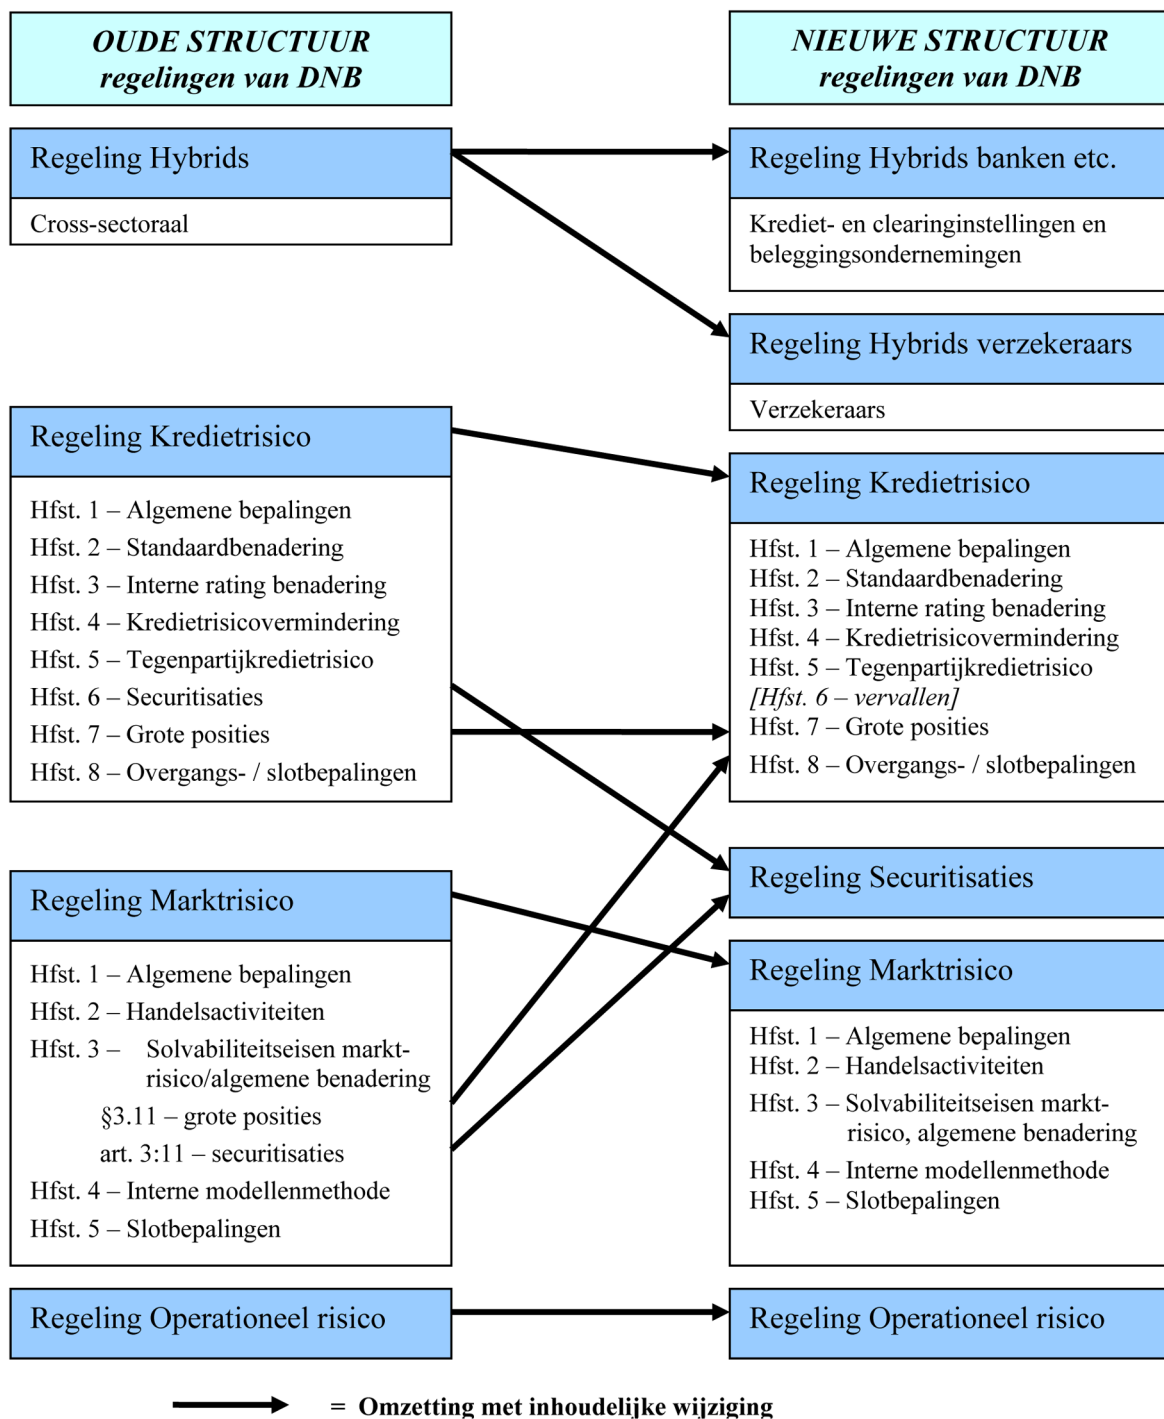 OUDE STRUCTUUR
regelingen van DNB
Regeling Hybrids
Cross-sectoraal
Regeling Kredietrisico
Hfst. 1 – Algemene bepalingen
Hfst. 2 – Standaardbenadering
Hfst. 3 – Interne rating benadering
Hfst. 4 – Kredietrisicovermindering
Hfst. 5 – Tegenpartijkredietrisico
Hfst. 6 – Securitisaties
Hfst. 7 – Grote posities
Hfst. 8 – Overgangs- / slotbepalingen
Regeling Marktrisico
Hfst. 1 – Algemene bepalingen
Hfst. 2 – Handelsactiviteiten
Hfst. 3 – Solvabiliteitseisen markt-
risico/algemene benadering
§3.11 – grote posities
art. 3:11 – securitisaties
Hfst. 4 – Interne modellenmethode
Hfst. 5 – Slotbepalingen
Regeling Operationeel risico
NIEUWE STRUCTUUR
regelingen van DNB
Regeling Hybrids banken etc.
Krediet- en clearinginstellingen en
beleggingsondernemingen
Regeling Hybrids verzekeraars
Verzekeraars
Regeling Kredietrisico
Hfst. 1 – Algemene bepalingen
Hfst. 2 – Standaardbenadering
Hfst. 3 – Interne rating benadering
Hfst. 4 – Kredietrisicovermindering
Hfst. 5 – Tegenpartijkredietrisico
[Hfst. 6 – vervallen]
Hfst. 7 – Grote posities
Hfst. 8 – Overgangs- / slotbepalingen
Regeling Securitisaties
Regeling Marktrisico
Hfst. 1 – Algemene bepalingen
Hfst. 2 – Handelsactiviteiten
Hfst. 3 – Solvabiliteitseisen markt-
risico, algemene benadering
Hfst. 4 – Interne modellenmethode
Hfst. 5 – Slotbepalingen
Regeling Operationeel risico
= Omzetting met inhoudelijke wijziging